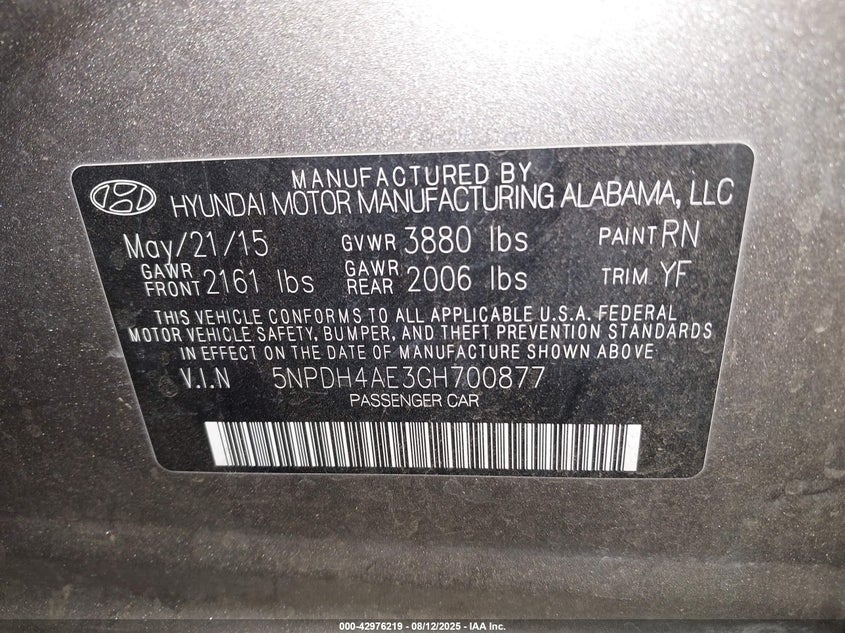 MANUFACTURED BY
HYUNDAI MOTOR MANUFACTURING ALABAMA, LLC
May/21/15 GVWR 3880 lbs PAINT RN
GAWR FRONT 2161 lbs GAWR REAR 2006 lbs TRIM YF
THIS VEHICLE CONFORMS TO ALL APPLICABLE U.S.A. FEDERAL
MOTOR VEHICLE SAFETY, BUMPER, AND THEFT PREVENTION STANDARDS
IN EFFECT ON THE DATE OF MANUFACTURE SHOWN ABOVE
V.I.N 5NPDH4AE3GH700877
PASSENGER CAR
000-42976219 - 08/12/2025 - IAA Inc.